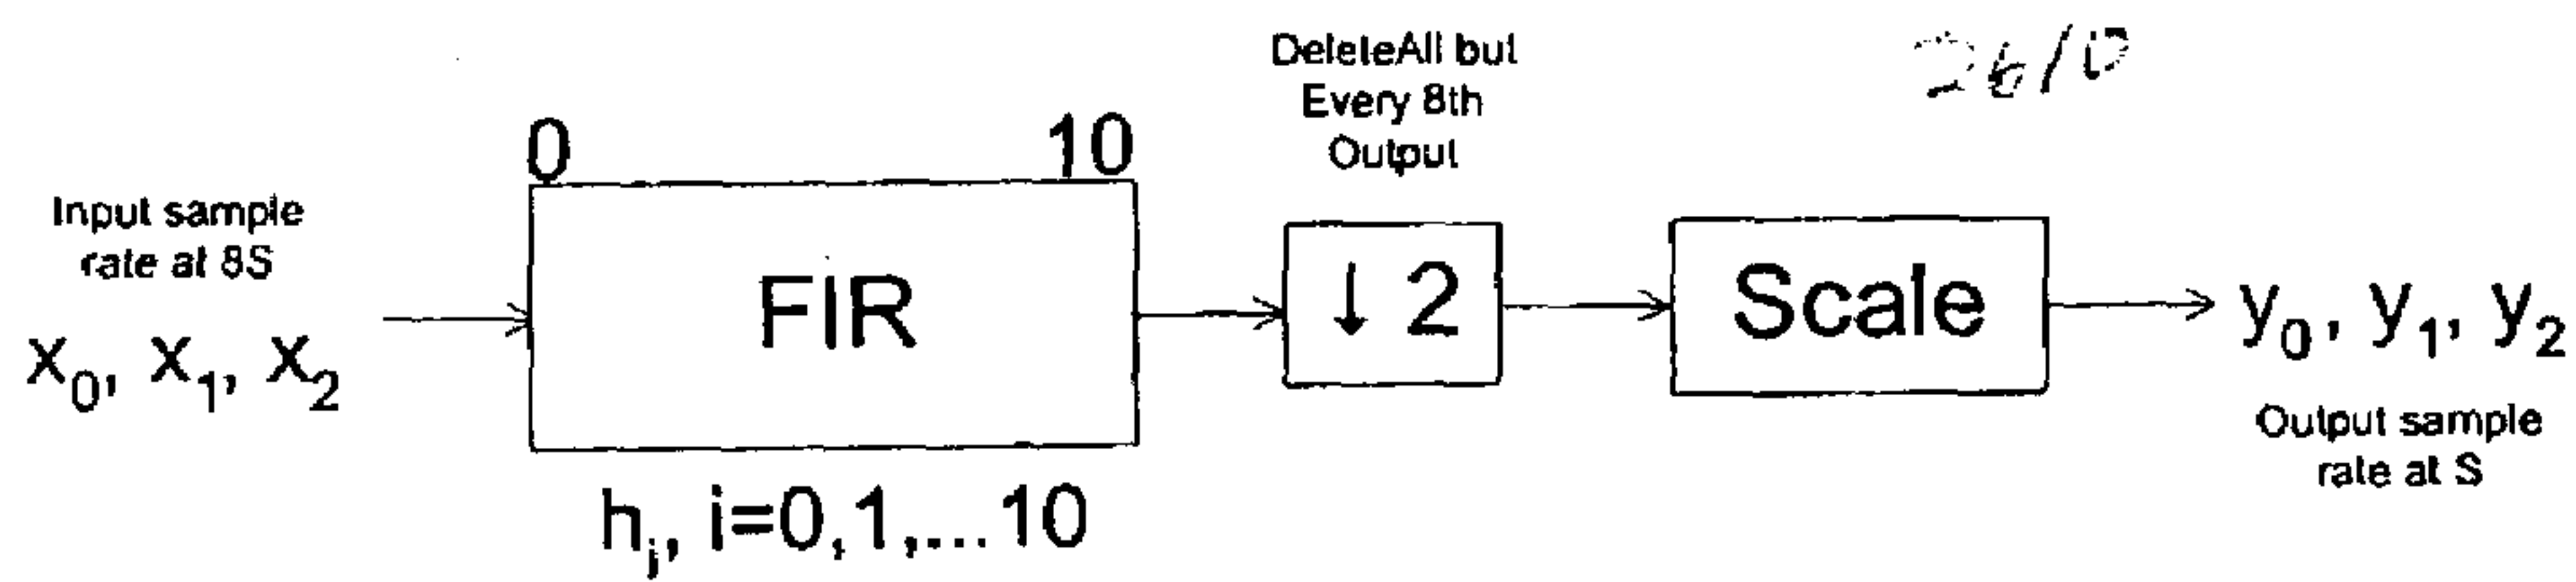 DeleteAll but
Every 8th
Output
26/0
0 10
Input sample
rate at 8S
x0, x1, x2
FIR
↓ 2
Scale
y0, y1, y2
Output sample
rate at S
hi, i=0,1,...10